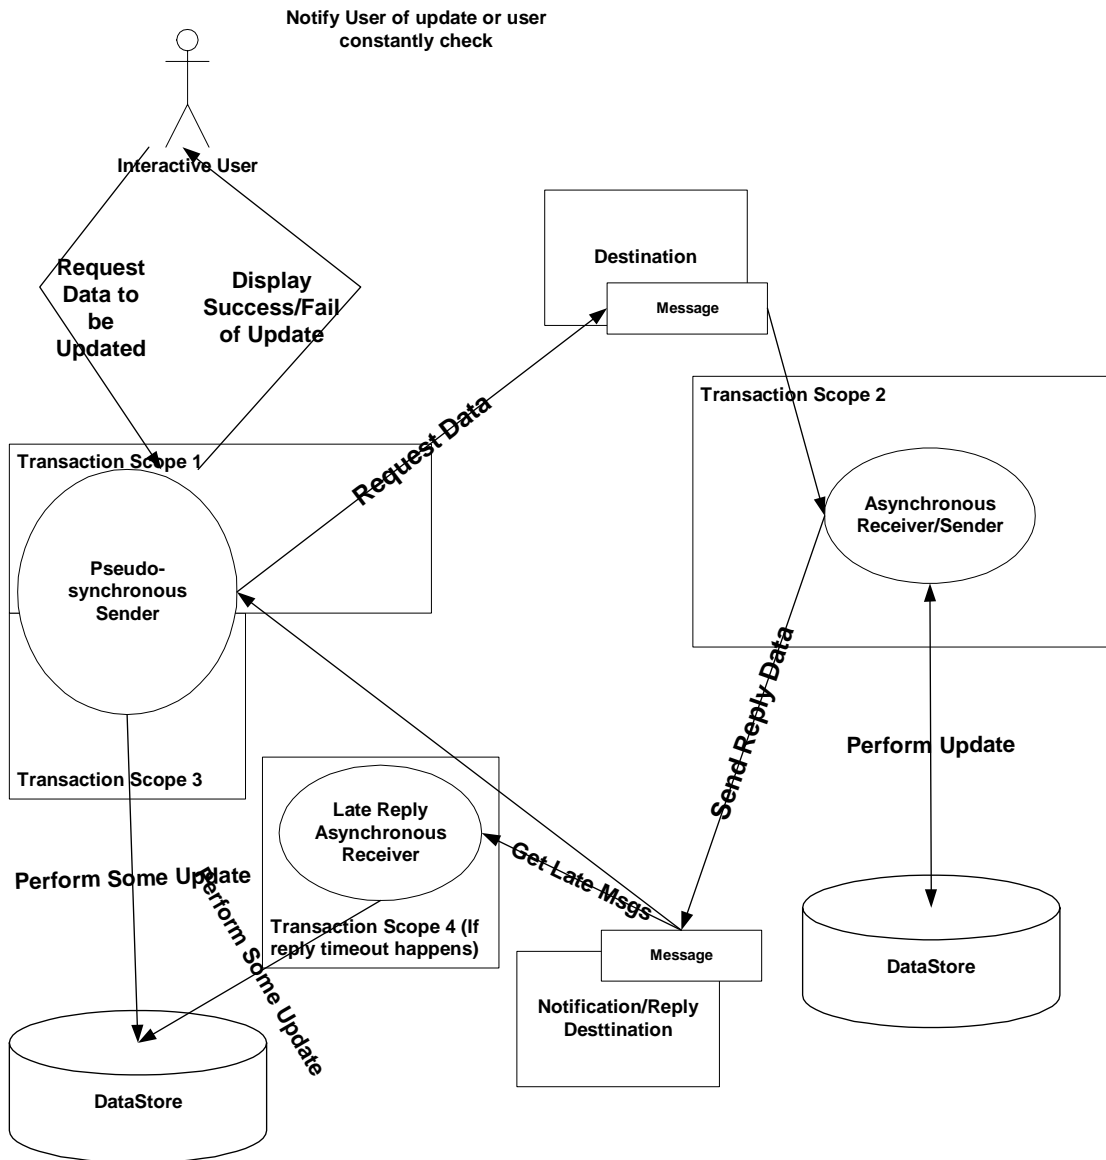 Notify User of update or user
constantly check
Interactive User
Request
Data to
be
Updated
Display
Success/Fail
of Update
Destination
Message
Request Data
Transaction Scope 2
Asynchronous
Receiver/Sender
Transaction Scope 1
Pseudo-
synchronous
Sender
Transaction Scope 3
Send Reply Data
Perform Update
Late Reply
Asynchronous
Receiver
Get Late Msgs
Perform Some Update
Perform Some Update
Transaction Scope 4 (If
reply timeout happens)
Message
Notification/Reply
Desttination
DataStore
DataStore